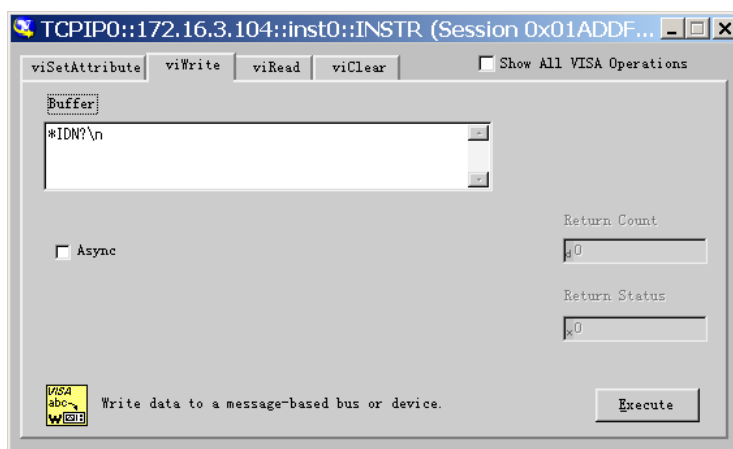 TCPIP0::172.16.3.104::inst0::INSTR (Session 0x01ADDF...
viSetAttribute viWrite viRead viClear Show All VISA Operations
Buffer
*IDN?\n
Return Count
d 0
Async
Return Status
x 0
VISA
abc
W
Write data to a message-based bus or device.
Execute